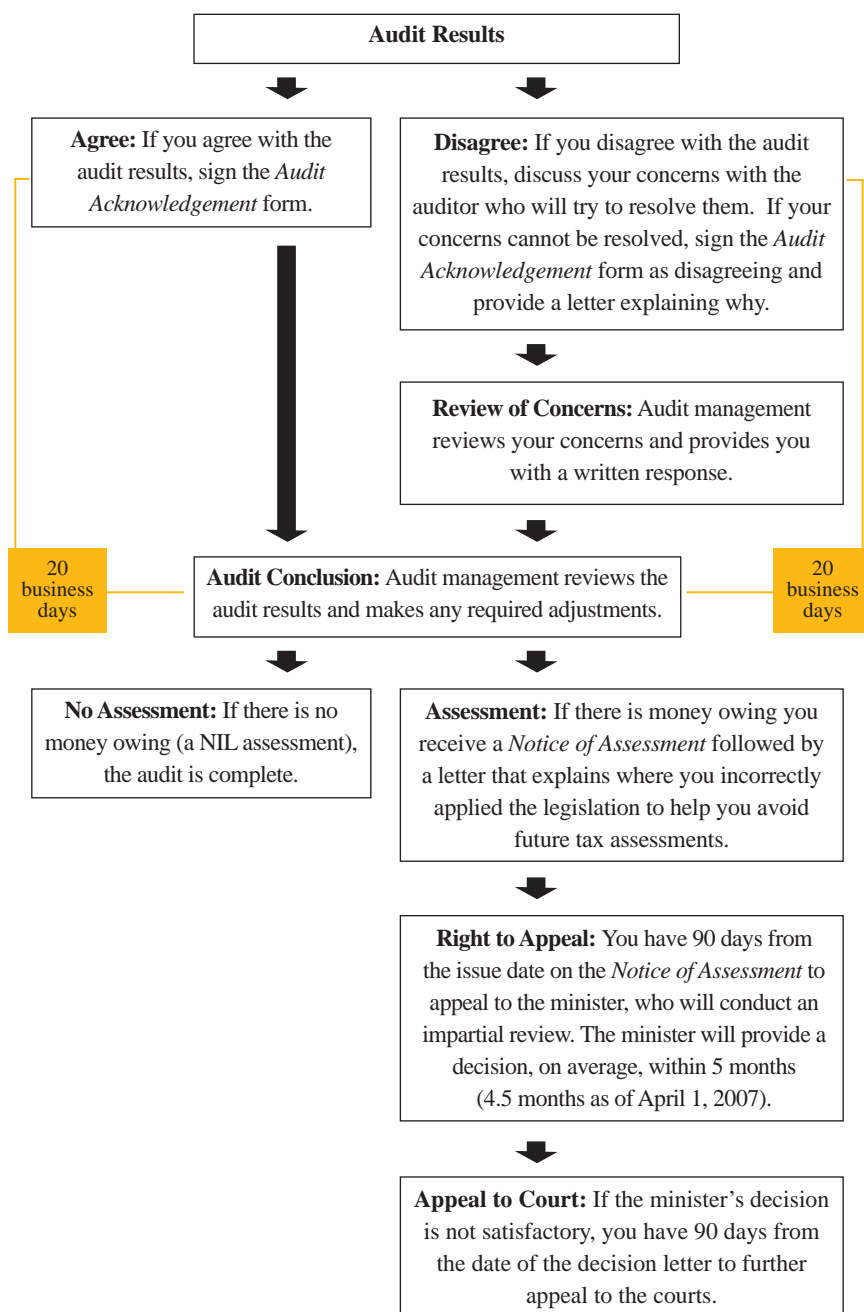 Audit Results
Agree: If you agree with the
audit results, sign the Audit
Acknowledgement form.
Disagree: If you disagree with the audit
results, discuss your concerns with the
auditor who will try to resolve them.  If your
concerns cannot be resolved, sign the Audit
Acknowledgement form as disagreeing and
provide a letter explaining why.
Review of Concerns: Audit management
reviews your concerns and provides you
with a written response.
20
business
days
Audit Conclusion: Audit management reviews the
audit results and makes any required adjustments.
20
business
days
No Assessment: If there is no
money owing (a NIL assessment),
the audit is complete.
Assessment: If there is money owing you
receive a Notice of Assessment followed by
a letter that explains where you incorrectly
applied the legislation to help you avoid
future tax assessments.
Right to Appeal: You have 90 days from
the issue date on the Notice of Assessment to
appeal to the minister, who will conduct an
impartial review. The minister will provide a
decision, on average, within 5 months
(4.5 months as of April 1, 2007).
Appeal to Court: If the minister’s decision
is not satisfactory, you have 90 days from
the date of the decision letter to further
appeal to the courts.